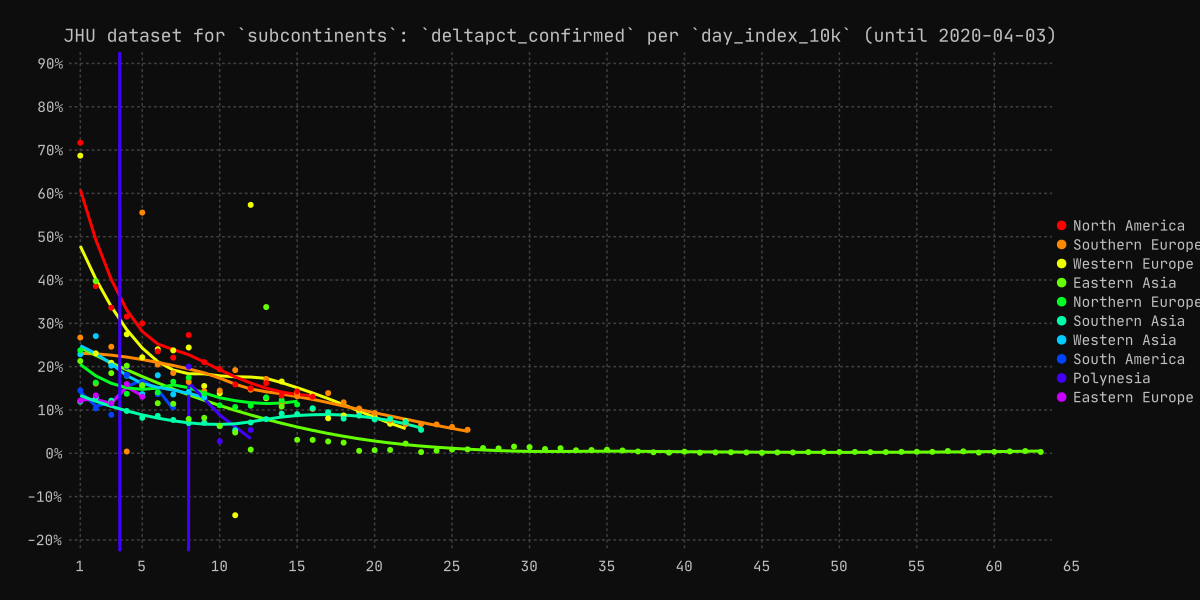 JHU dataset for `subcontinents`: `deltapct_confirmed` per `day_index_10k` (until 2020-04-03)
90%
80%
70%
60%
50%
40%
30%
20%
10%
0%
-10%
-20%
1 5 10 15 20 25 30 35 40 45 50 55 60 65
North America
Southern Europe
Western Europe
Eastern Asia
Northern Europe
Southern Asia
Western Asia
South America
Polynesia
Eastern Europe